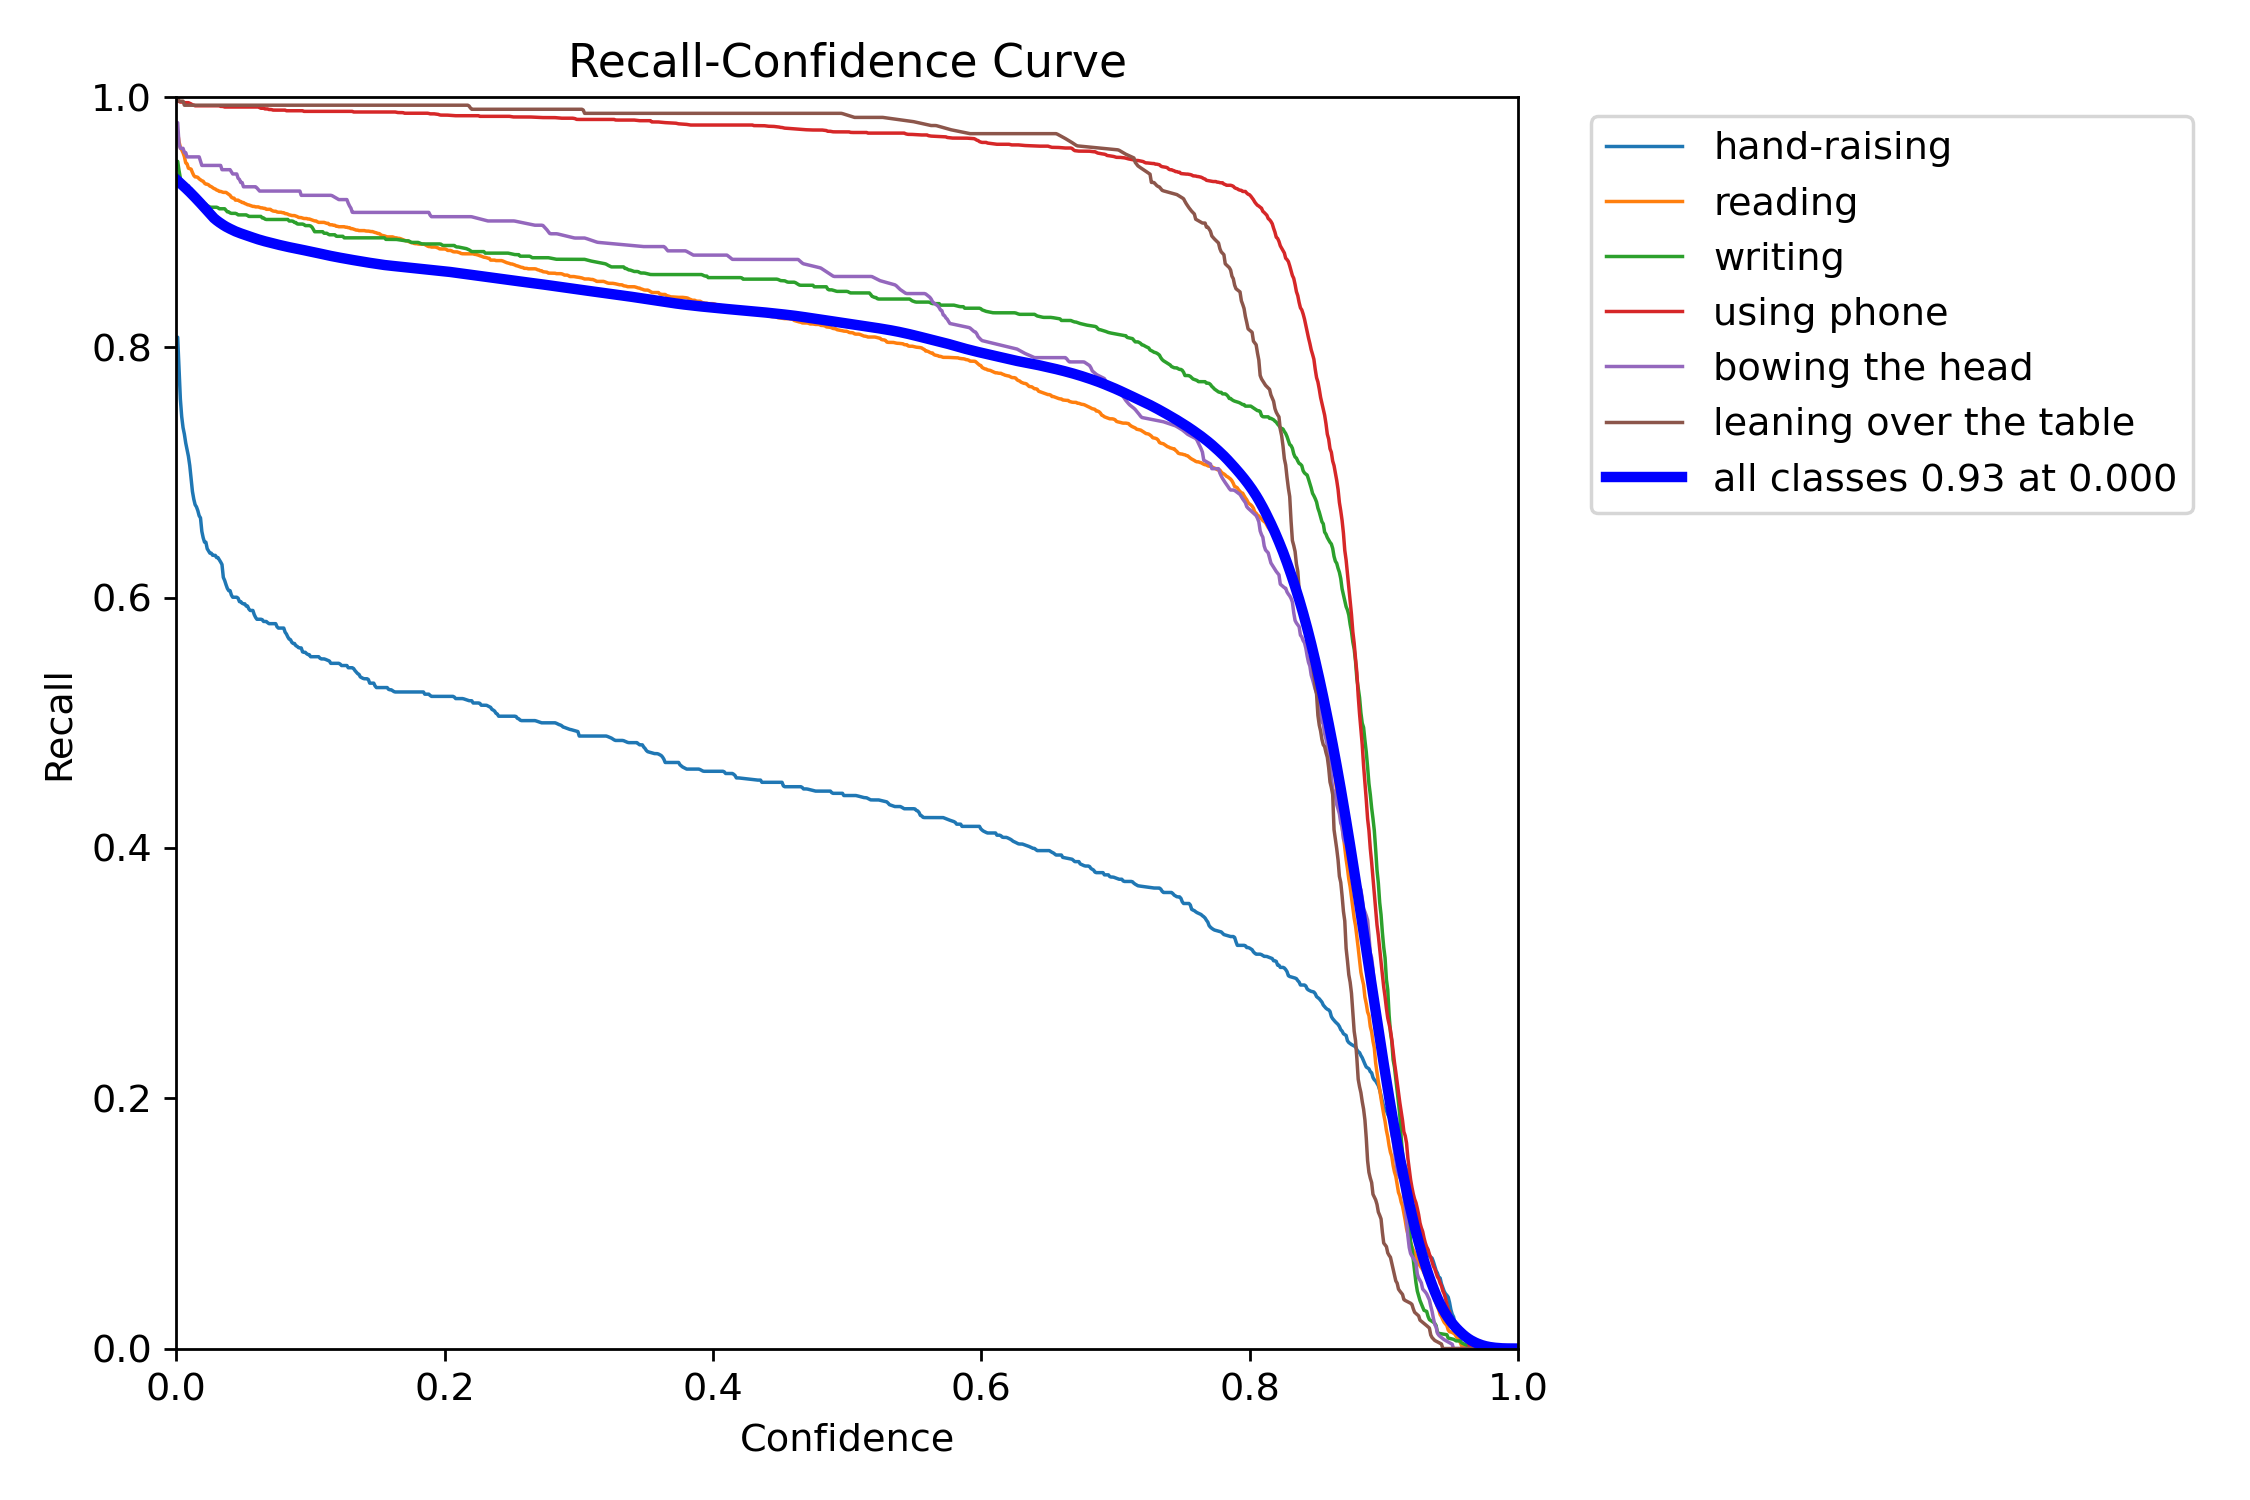 Recall-Confidence Curve
1.0
0.8
0.6
0.4
0.2
0.0
Recall
0.0 0.2 0.4 0.6 0.8 1.0
Confidence
hand-raising
reading
writing
using phone
bowing the head
leaning over the table
all classes 0.93 at 0.000